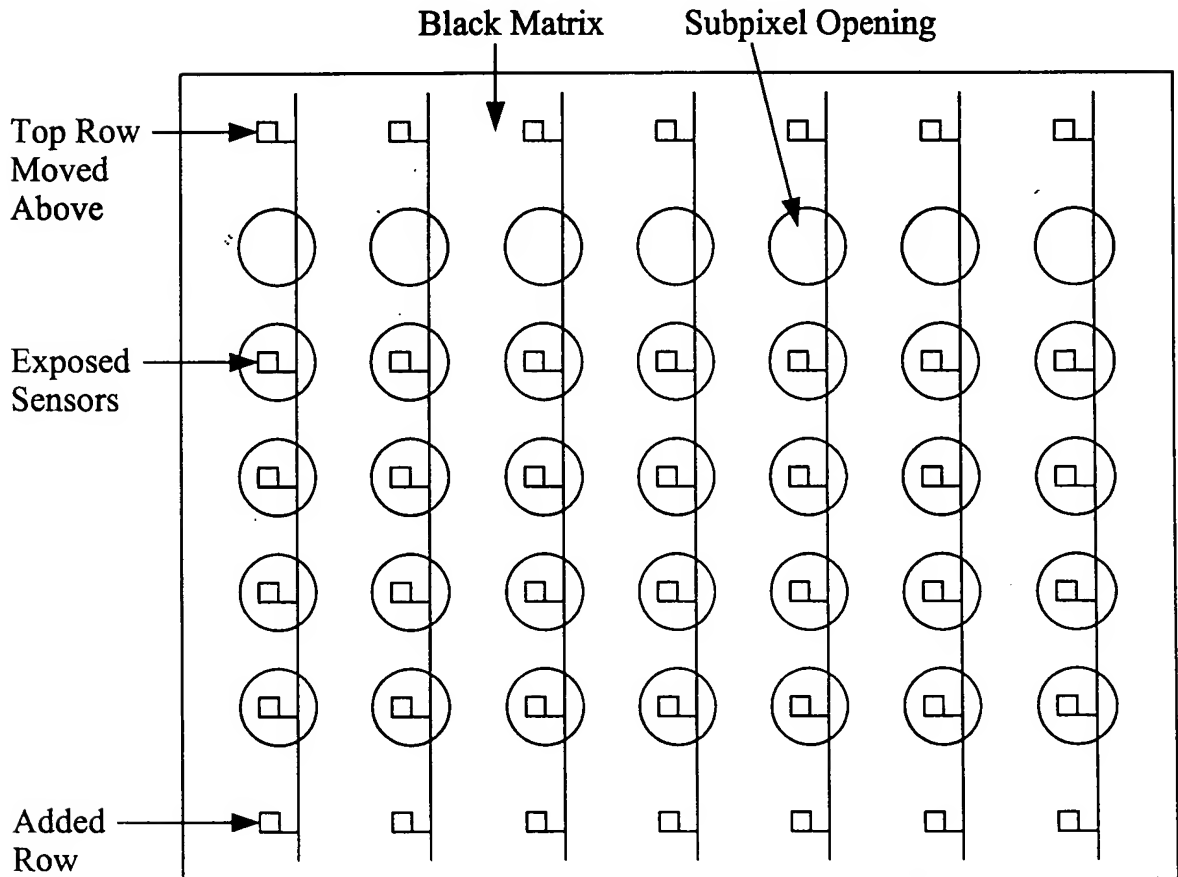 Black Matrix
Subpixel Opening
Top Row
Moved
Above
Exposed
Sensors
Added
Row